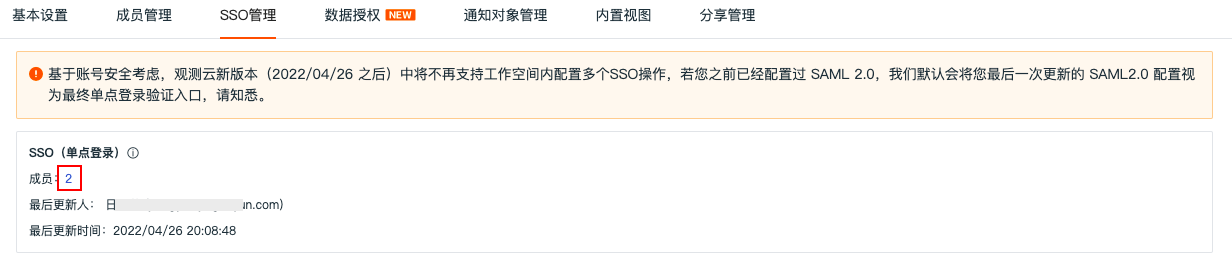 基本设置 成员管理 SSO管理 数据授权 NEW 通知对象管理 内置视图 分享管理
基于账号安全考虑，观测云新版本（2022/04/26 之后）中将不再支持工作空间内配置多个SSO操作，若您之前已经配置过 SAML 2.0，我们默认会将您最后一次更新的 SAML2.0 配置视
为最终单点登录验证入口，请知悉。
SSO（单点登录）
成员：2
最后更新人： 日 un.com)
最后更新时间：2022/04/26 20:08:48